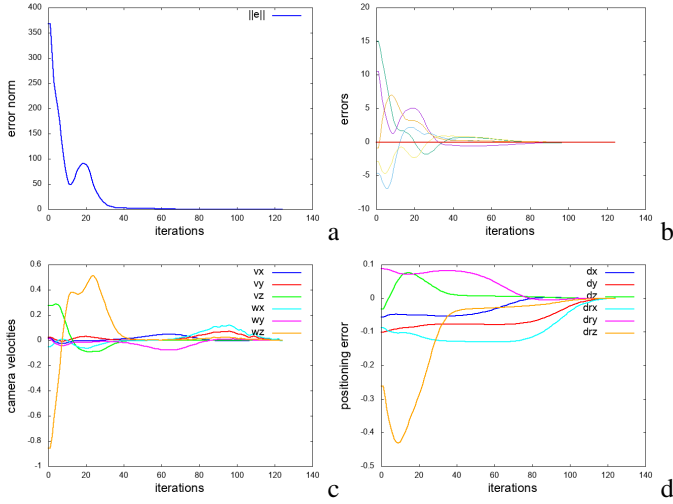 400
350
300
250
200
150
100
50
0
0 20 40 60 80 100 120 140
error norm
iterations
||e||
a
20
15
10
5
0
-5
-10
0 20 40 60 80 100 120 140
errors
iterations
b
0.6
0.4
0.2
0
-0.2
-0.4
-0.6
-0.8
-1
0 20 40 60 80 100 120 140
camera velocities
iterations
vx
vy
vz
wx
wy
wz
c
0.1
0
-0.1
-0.2
-0.3
-0.4
-0.5
0 20 40 60 80 100 120 140
positioning error
iterations
dx
dy
dz
drx
dry
drz
d